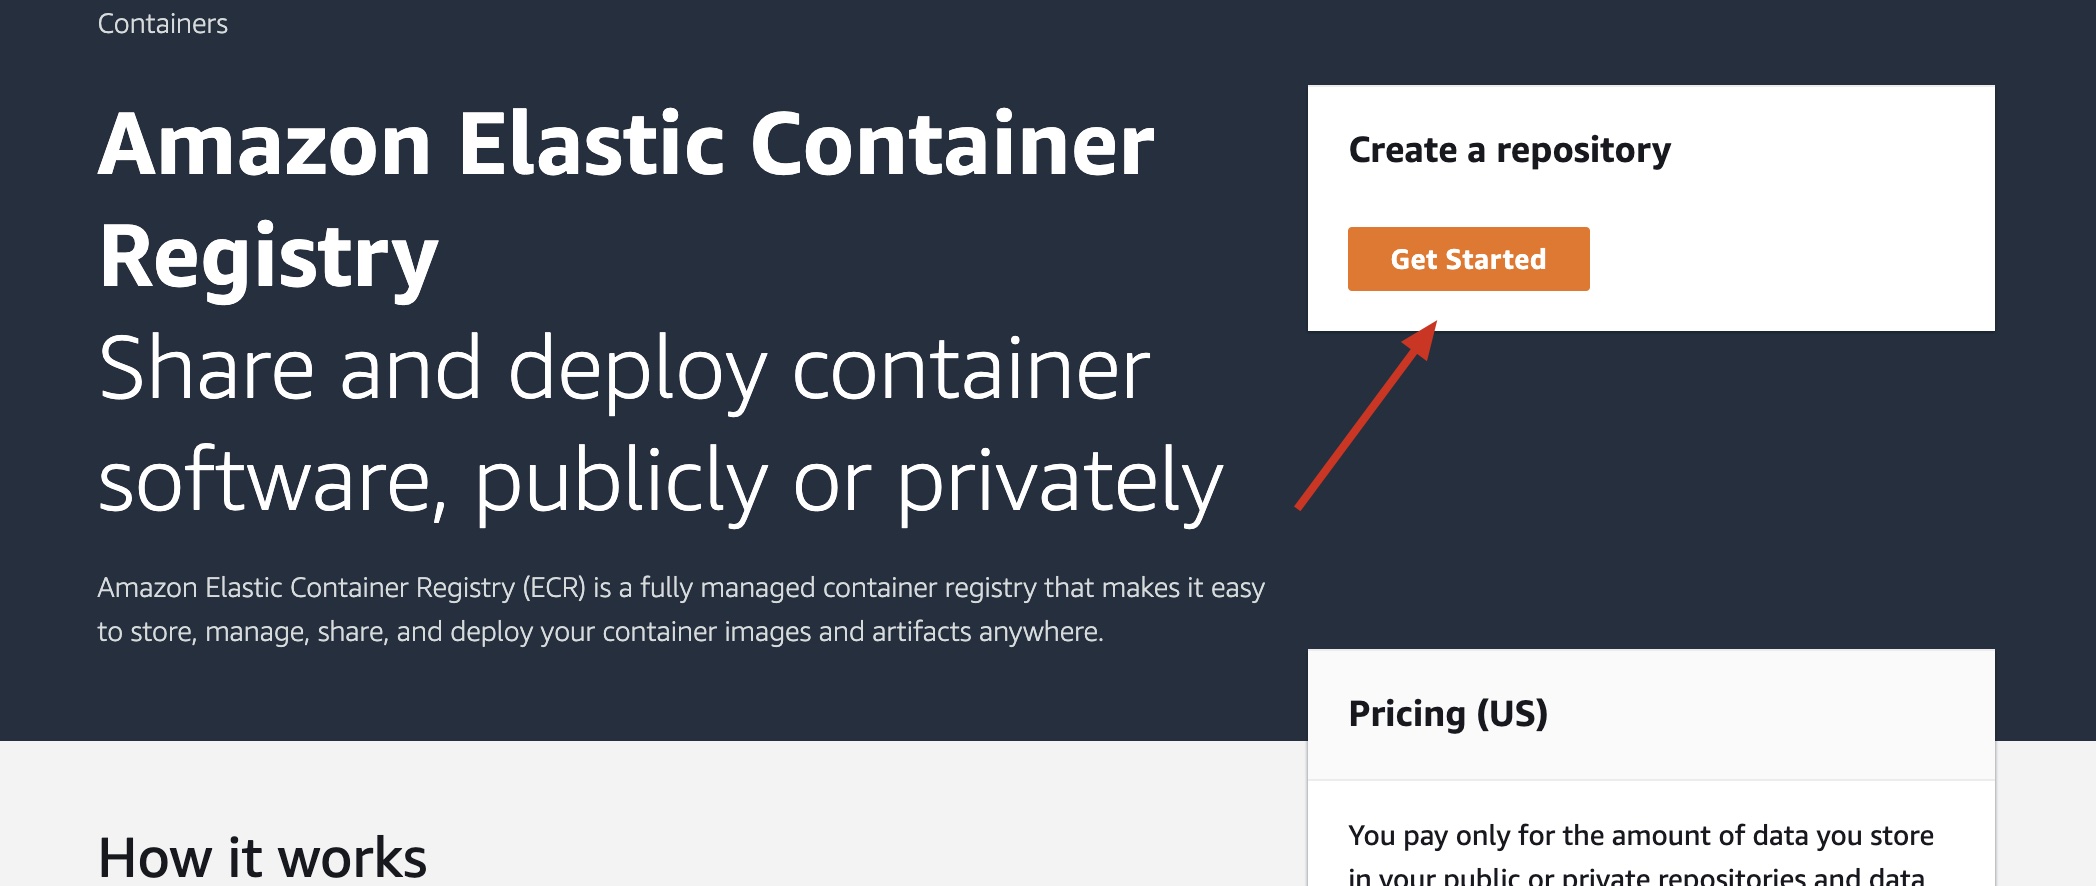 Containers
Amazon Elastic Container
Registry
Share and deploy container
software, publicly or privately
Amazon Elastic Container Registry (ECR) is a fully managed container registry that makes it easy
to store, manage, share, and deploy your container images and artifacts anywhere.
Create a repository
Get Started
Pricing (US)
You pay only for the amount of data you store
in your public or private repositories and data
How it works